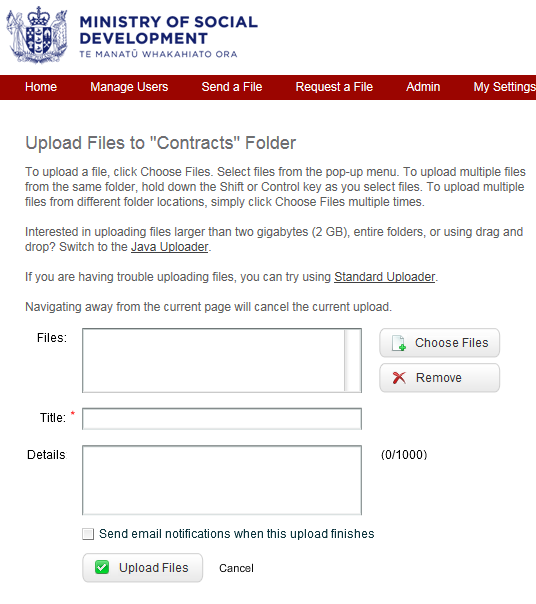 MINISTRY OF SOCIAL
DEVELOPMENT
TE MANATŪ WHAKAHIATO ORA
Home Manage Users Send a File Request a File Admin My Settings
Upload Files to "Contracts" Folder
To upload a file, click Choose Files. Select files from the pop-up menu. To upload multiple files
from the same folder, hold down the Shift or Control key as you select files. To upload multiple
files from different folder locations, simply click Choose Files multiple times.
Interested in uploading files larger than two gigabytes (2 GB), entire folders, or using drag and
drop? Switch to the Java Uploader.
If you are having trouble uploading files, you can try using Standard Uploader.
Navigating away from the current page will cancel the current upload.
Files:
Choose Files
Remove
Title: *
Details (0/1000)
Send email notifications when this upload finishes
Upload Files Cancel